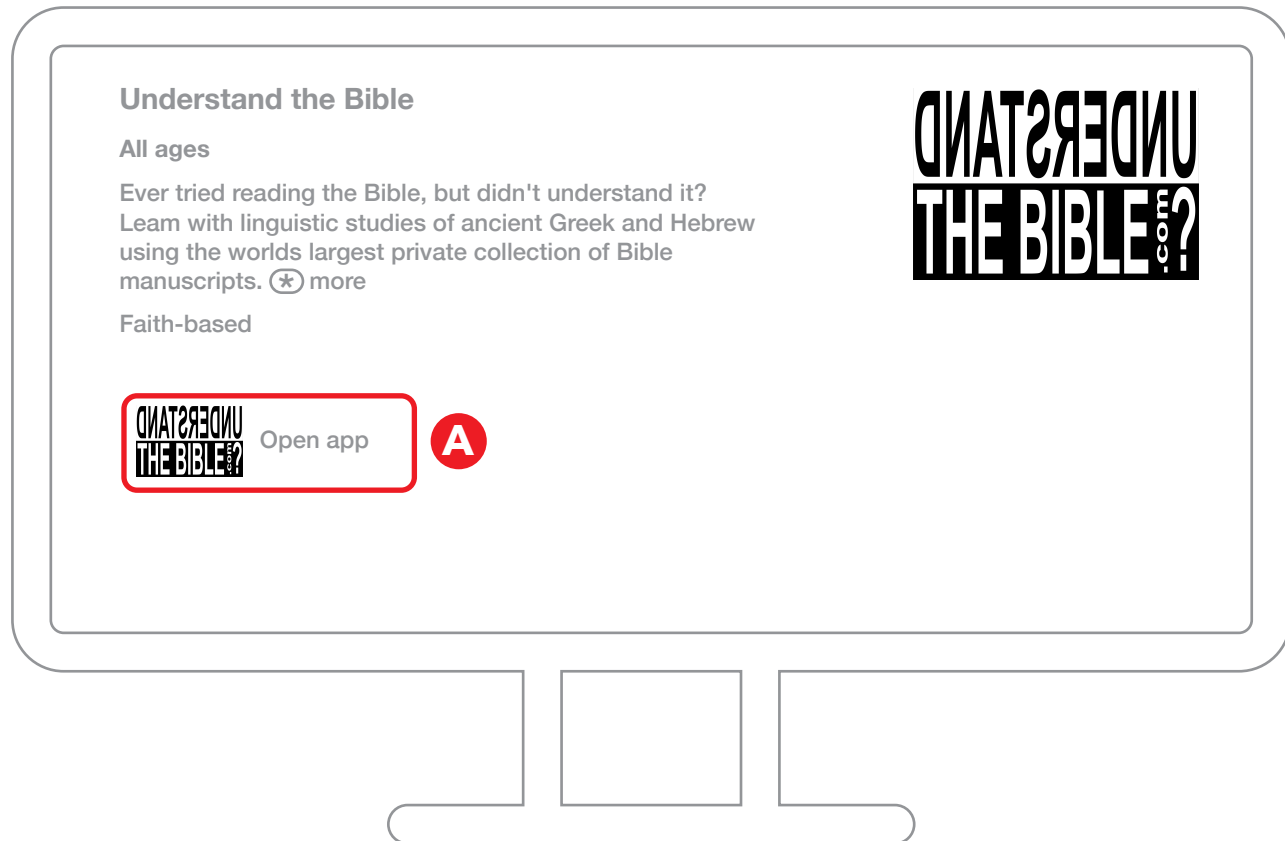 Understand the Bible
All ages
Ever tried reading the Bible, but didn't understand it?
Learn with linguistic studies of ancient Greek and Hebrew
using the worlds largest private collection of Bible
manuscripts. (*) more
Faith-based
UNDERSTAND
THE BIBLE.com?
UNDERSTAND
THE BIBLE.com?
Open app
A